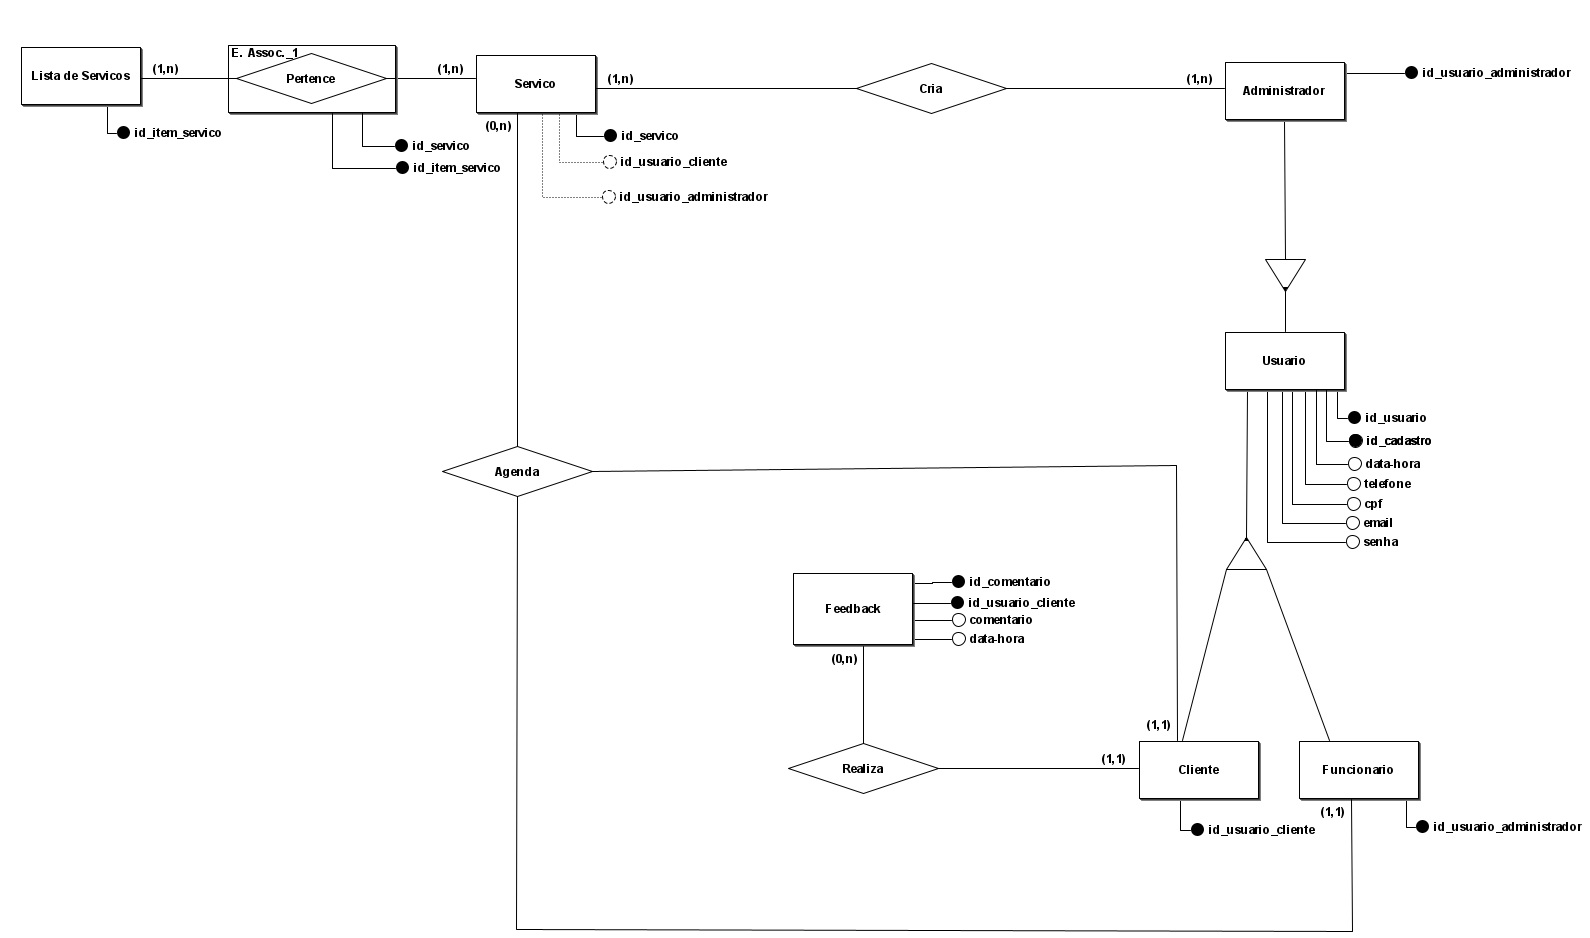 E. Assoc._1
Lista de Servicos
(1,n)
Pertence
(1,n)
Servico
(1,n)
Cria
(1,n)
Administrador
id_usuario_administrador
id_item_servico
id_servico
id_item_servico
(0,n)
id_servico
id_usuario_cliente
id_usuario_administrador
Usuario
id_usuario
id_cadastro
data-hora
telefone
cpf
email
senha
Agenda
Feedback
id_comentario
id_usuario_cliente
comentario
data-hora
(0,n)
Realiza
(1,1)
(1,1)
Cliente
id_usuario_cliente
Funcionario
(1,1)
id_usuario_administrador